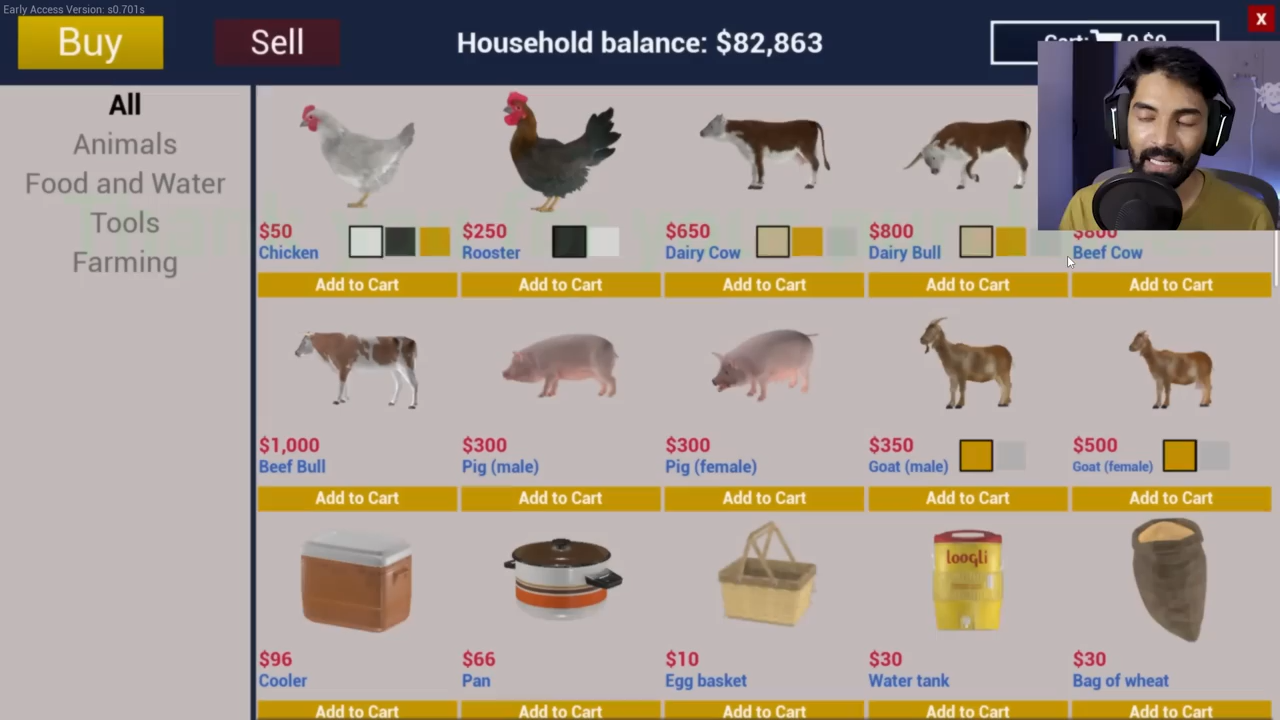 Early Access Version: s0.701s
Buy
Sell
Household balance: $82,863
X
All
Animals
Food and Water
Tools
Farming
$50
Chicken
$250
Rooster
$650
Dairy Cow
$800
Dairy Bull
Beef Cow
Add to Cart
Add to Cart
Add to Cart
Add to Cart
Add to Cart
$1,000
Beef Bull
$300
Pig (male)
$300
Pig (female)
$350
Goat (male)
$500
Goat (female)
Add to Cart
Add to Cart
Add to Cart
Add to Cart
Add to Cart
loogli
$96
Cooler
$66
Pan
$10
Egg basket
$30
Water tank
$30
Bag of wheat
Add to Cart
Add to Cart
Add to Cart
Add to Cart
Add to Cart